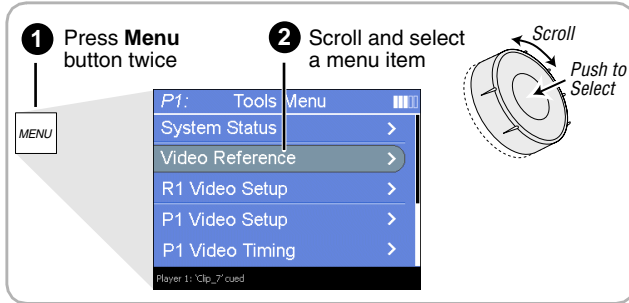 1 Press Menu
button twice
2 Scroll and select
a menu item
Scroll
Push to
Select
MENU
P1: Tools Menu
System Status >
Video Reference >
R1 Video Setup >
P1 Video Setup >
P1 Video Timing >
Player 1: 'Clip_7' cued